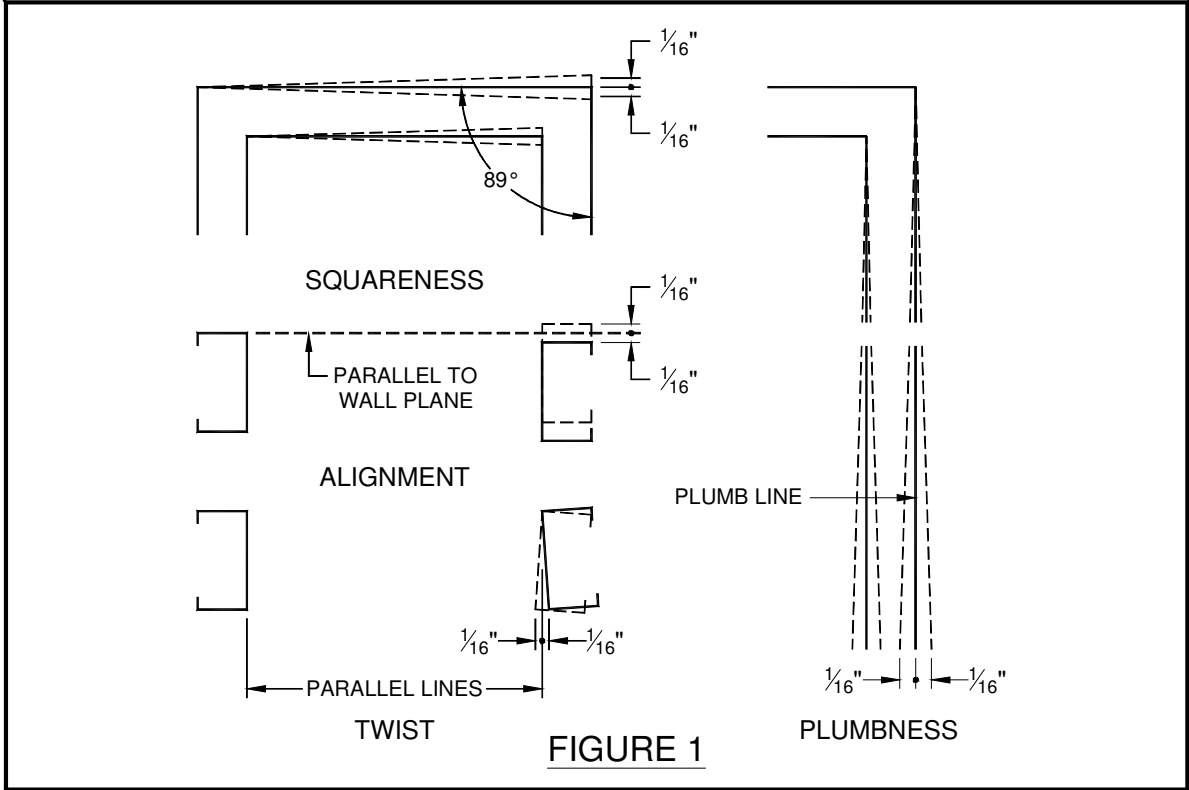 1/16"
1/16"
89°
SQUARENESS
1/16"
PARALLEL TO
WALL PLANE
1/16"
ALIGNMENT
PLUMB LINE
1/16" 1/16"
PARALLEL LINES
1/16" 1/16"
TWIST
PLUMBNESS
FIGURE 1